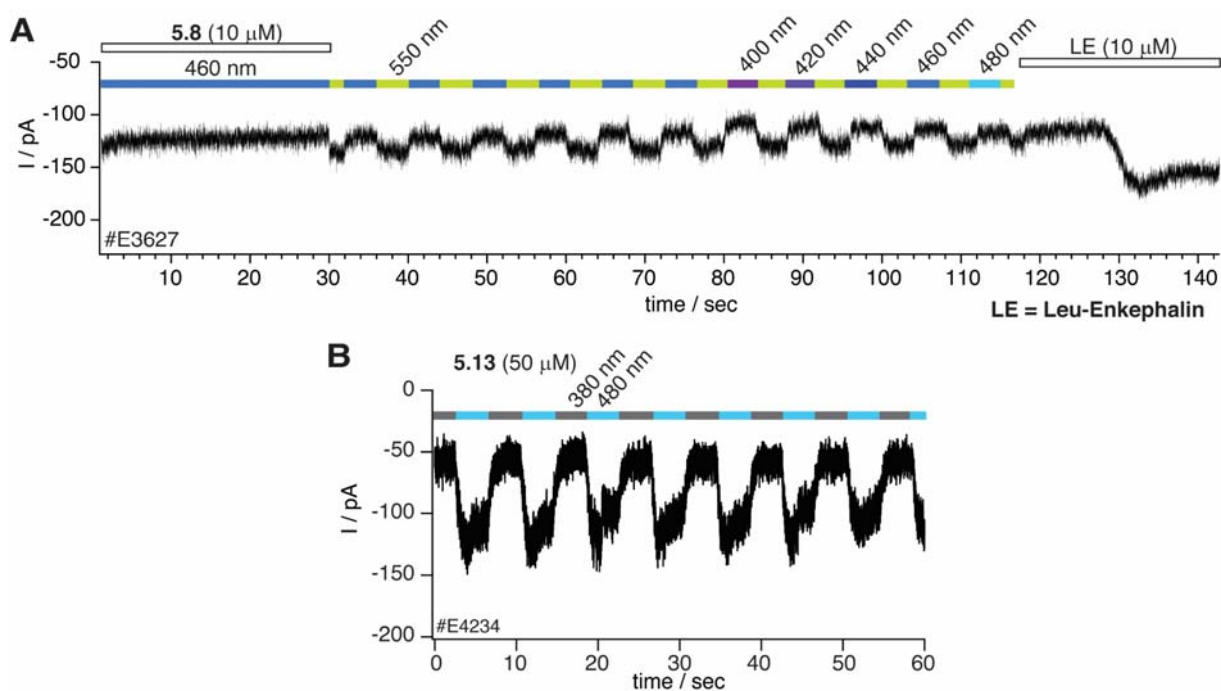 A
5.8 (10 μM)
460 nm
550 nm
400 nm
420 nm
440 nm
460 nm
480 nm
LE (10 μM)
I / pA
-50
-100
-150
-200
#E3627
10 20 30 40 50 60 70 80 90 100 110 120 130 140
time / sec
LE = Leu-Enkephalin
B
5.13 (50 μM)
380 nm
480 nm
I / pA
0
-50
-100
-150
-200
#E4234
0 10 20 30 40 50 60
time / sec